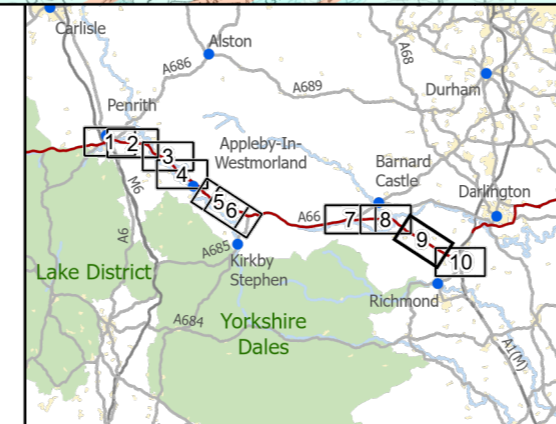 Carlisle
Alston
A686
A689
A68
Durham
Penrith
1
2
3
4
Appleby-In-
Westmorland
5
6
Barnard
Castle
Darlington
A66
7
8
9
10
M6
A6
A685
Kirkby
Stephen
Lake District
Richmond
A684
Yorkshire
Dales
A1(M)